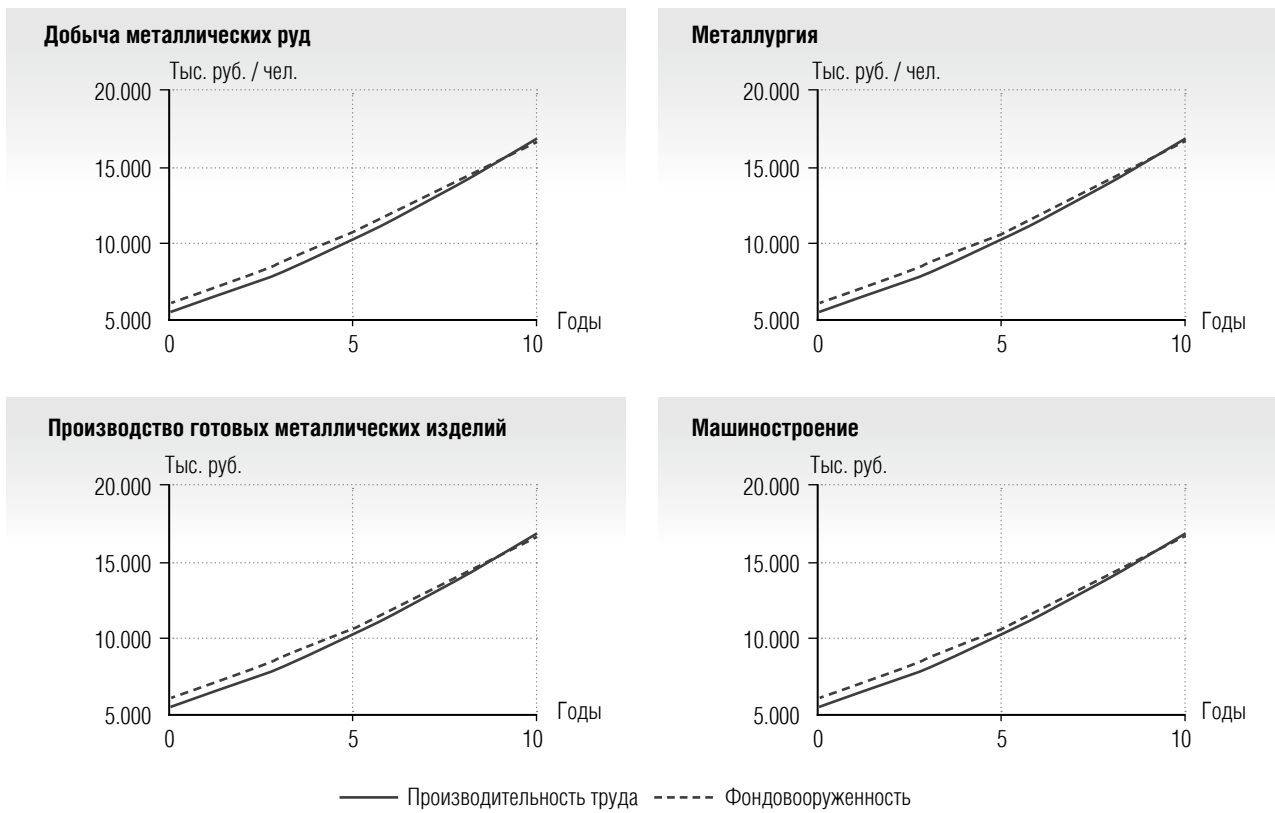 Добыча металлических руд
Тыс. руб. / чел.
20.000
15.000
10.000
5.000
0 5 10
Годы
Металлургия
Тыс. руб. / чел.
20.000
15.000
10.000
5.000
0 5 10
Годы
Производство готовых металлических изделий
Тыс. руб.
20.000
15.000
10.000
5.000
0 5 10
Годы
Машиностроение
Тыс. руб.
20.000
15.000
10.000
5.000
0 5 10
Годы
Производительность труда Фондовооруженность